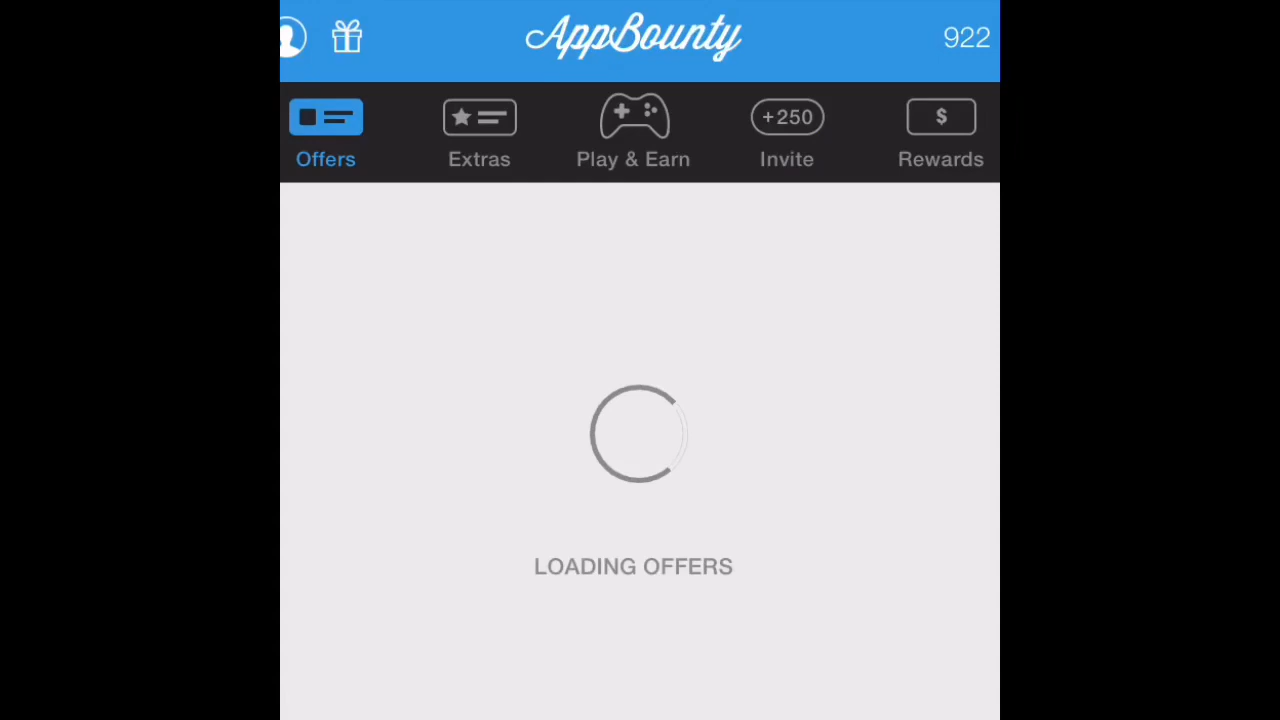 AppBounty
922
+250
$
Offers
Extras
Play & Earn
Invite
Rewards
LOADING OFFERS